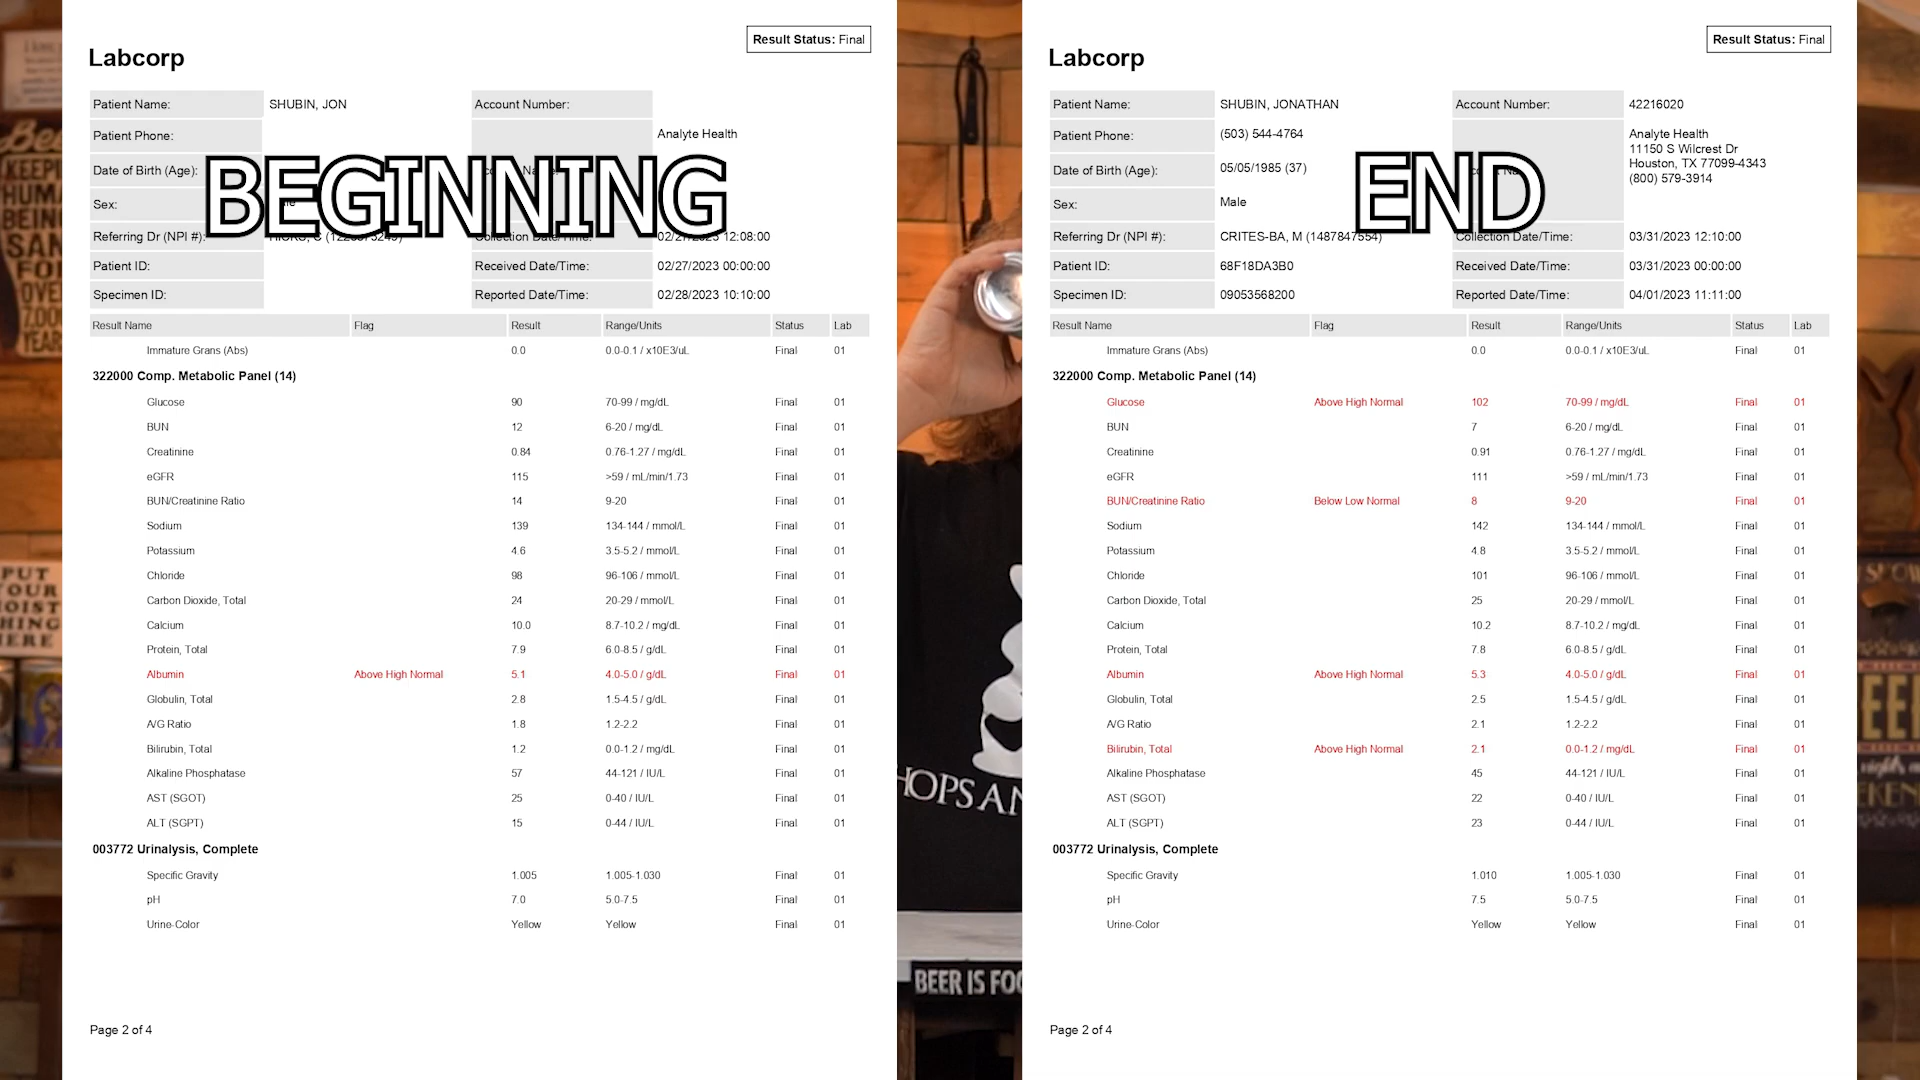 Result Status: Final
Labcorp
Patient Name: SHUBIN, JON Account Number:
Patient Phone: Analyte Health
Date of Birth (Age):
BEGINNING
Sex:
Referring Dr (NPI #): Collection Date/Time: 02/27/2023 12:08:00
Patient ID: Received Date/Time: 02/27/2023 00:00:00
Specimen ID: Reported Date/Time: 02/28/2023 10:10:00
Result Name Flag Result Range/Units Status Lab
Immature Grans (Abs) 0.0 0.0-0.1 / x10E3/uL Final 01
322000 Comp. Metabolic Panel (14)
Glucose 90 70-99 / mg/dL Final 01
BUN 12 6-20 / mg/dL Final 01
Creatinine 0.84 0.76-1.27 / mg/dL Final 01
eGFR 115 >59 / mL/min/1.73 Final 01
BUN/Creatinine Ratio 14 9-20 Final 01
Sodium 139 134-144 / mmol/L Final 01
Potassium 4.6 3.5-5.2 / mmol/L Final 01
Chloride 98 96-106 / mmol/L Final 01
Carbon Dioxide, Total 24 20-29 / mmol/L Final 01
Calcium 10.0 8.7-10.2 / mg/dL Final 01
Protein, Total 7.9 6.0-8.5 / g/dL Final 01
Albumin Above High Normal 5.1 4.0-5.0 / g/dL Final 01
Globulin, Total 2.8 1.5-4.5 / g/dL Final 01
A/G Ratio 1.8 1.2-2.2 Final 01
Bilirubin, Total 1.2 0.0-1.2 / mg/dL Final 01
Alkaline Phosphatase 57 44-121 / IU/L Final 01
AST (SGOT) 25 0-40 / IU/L Final 01
ALT (SGPT) 15 0-44 / IU/L Final 01
003772 Urinalysis, Complete
Specific Gravity 1.005 1.005-1.030 Final 01
pH 7.0 5.0-7.5 Final 01
Urine-Color Yellow Yellow Final 01
Page 2 of 4
Result Status: Final
Labcorp
Patient Name: SHUBIN, JONATHAN Account Number: 42216020
Patient Phone: (503) 544-4764 Analyte Health
11150 S Wilcrest Dr
Date of Birth (Age): 05/05/1985 (37) Houston, TX 77099-4343
(800) 579-3914
END
Sex: Male
Referring Dr (NPI #): CRITES-BA, M (1487847554) Collection Date/Time: 03/31/2023 12:10:00
Patient ID: 68F18DA3B0 Received Date/Time: 03/31/2023 00:00:00
Specimen ID: 09053568200 Reported Date/Time: 04/01/2023 11:11:00
Result Name Flag Result Range/Units Status Lab
Immature Grans (Abs) 0.0 0.0-0.1 / x10E3/uL Final 01
322000 Comp. Metabolic Panel (14)
Glucose Above High Normal 102 70-99 / mg/dL Final 01
BUN 7 6-20 / mg/dL Final 01
Creatinine 0.91 0.76-1.27 / mg/dL Final 01
eGFR 111 >59 / mL/min/1.73 Final 01
BUN/Creatinine Ratio Below Low Normal 8 9-20 Final 01
Sodium 142 134-144 / mmol/L Final 01
Potassium 4.8 3.5-5.2 / mmol/L Final 01
Chloride 101 96-106 / mmol/L Final 01
Carbon Dioxide, Total 25 20-29 / mmol/L Final 01
Calcium 10.2 8.7-10.2 / mg/dL Final 01
Protein, Total 7.8 6.0-8.5 / g/dL Final 01
Albumin Above High Normal 5.3 4.0-5.0 / g/dL Final 01
Globulin, Total 2.5 1.5-4.5 / g/dL Final 01
A/G Ratio 2.1 1.2-2.2 Final 01
Bilirubin, Total Above High Normal 2.1 0.0-1.2 / mg/dL Final 01
Alkaline Phosphatase 45 44-121 / IU/L Final 01
AST (SGOT) 22 0-40 / IU/L Final 01
ALT (SGPT) 23 0-44 / IU/L Final 01
003772 Urinalysis, Complete
Specific Gravity 1.010 1.005-1.030 Final 01
pH 7.5 5.0-7.5 Final 01
Urine-Color Yellow Yellow Final 01
Page 2 of 4
HOPS AN
BEER IS FOO
PUT
YOUR